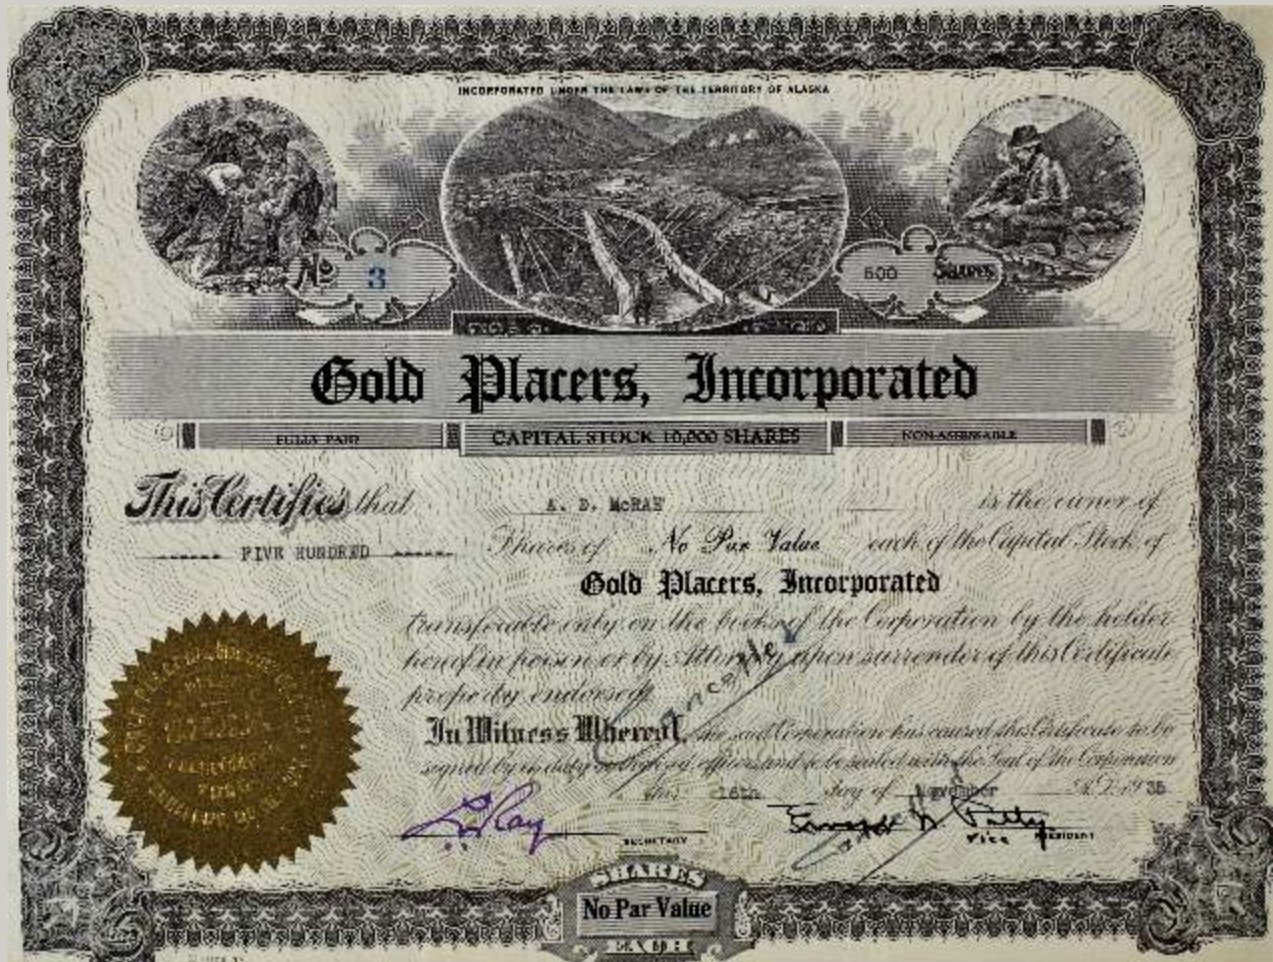 INCORPORATED UNDER THE LAWS OF THE TERRITORY OF ALASKA
No 3
500 SHARES
Gold Placers, Incorporated
FULLY PAID
CAPITAL STOCK 10,000 SHARES
NON-ASSESSABLE
This Certifies that A. D. McRAE is the owner of
FIVE HUNDRED Shares of No Par Value each of the Capital Stock of
Gold Placers, Incorporated
transferable only on the books of the Corporation by the holder
hereof in person or by Attorney upon surrender of this Certificate
properly endorsed.
Cancelled
In Witness Whereof, the said Corporation has caused this Certificate to be
signed by its duly authorized officers and to be sealed with the Seal of the Corporation
this 16th day of November A.D. 1935
SECRETARY
Vice PRESIDENT
SHARES
No Par Value
EACH